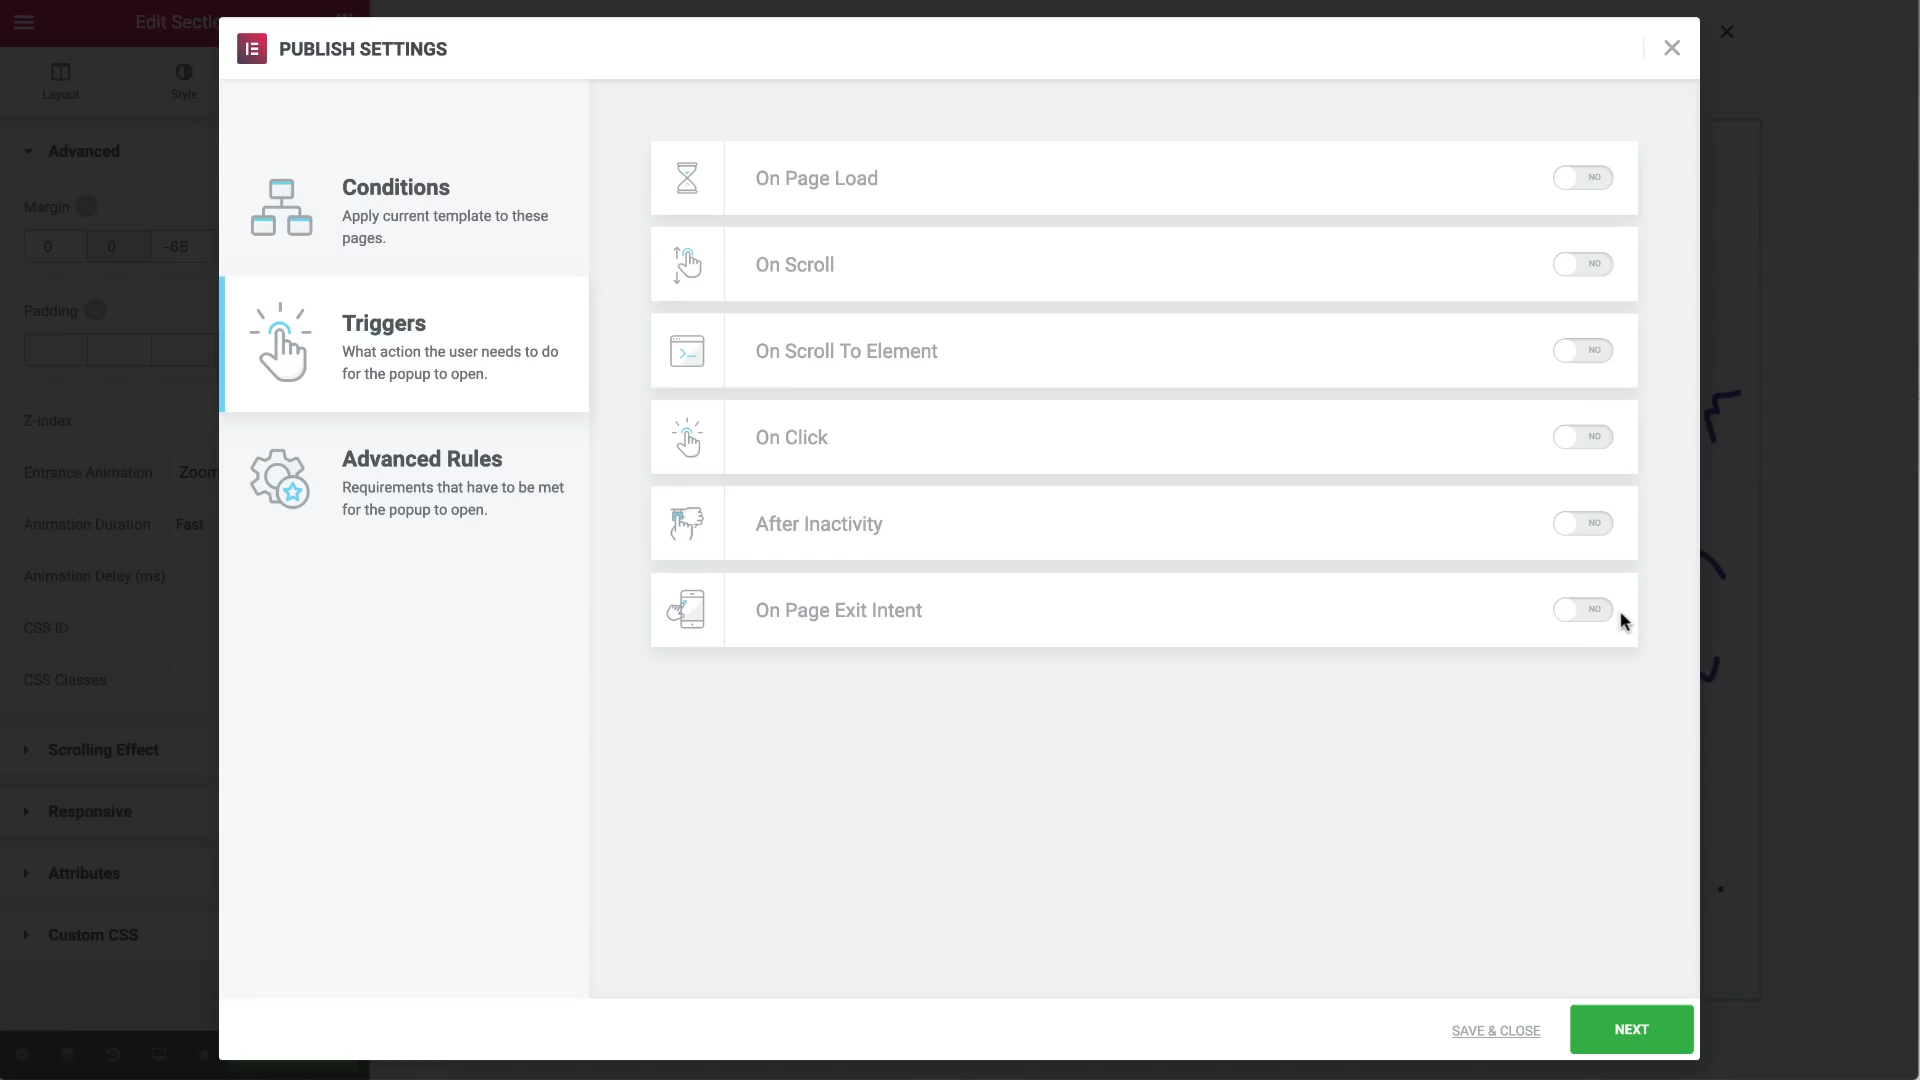 Edit Sectio
PUBLISH SETTINGS
Layout
Style
Advanced
Margin
0
0
-65
Padding
Z-Index
Entrance Animation
Zoom
Animation Duration
Fast
Animation Delay (ms)
CSS ID
CSS Classes
Scrolling Effect
Responsive
Attributes
Custom CSS
Conditions
Apply current template to these
pages.
Triggers
What action the user needs to do
for the popup to open.
Advanced Rules
Requirements that have to be met
for the popup to open.
On Page Load
NO
On Scroll
NO
On Scroll To Element
NO
On Click
NO
After Inactivity
NO
On Page Exit Intent
NO
SAVE & CLOSE
NEXT